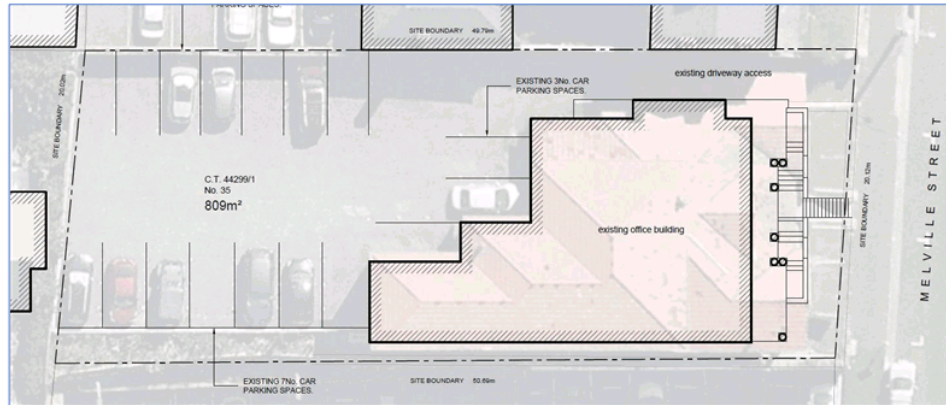 PARKING SPACES.
SITE BOUNDARY 49.79m
existing driveway access
EXISTING 3No. CAR
PARKING SPACES.
SITE BOUNDARY 20.02m
C.T. 44299/1
No. 35
809m²
existing office building
SITE BOUNDARY 20.12m
MELVILLE STREET
EXISTING 7No. CAR
PARKING SPACES.
SITE BOUNDARY 50.69m